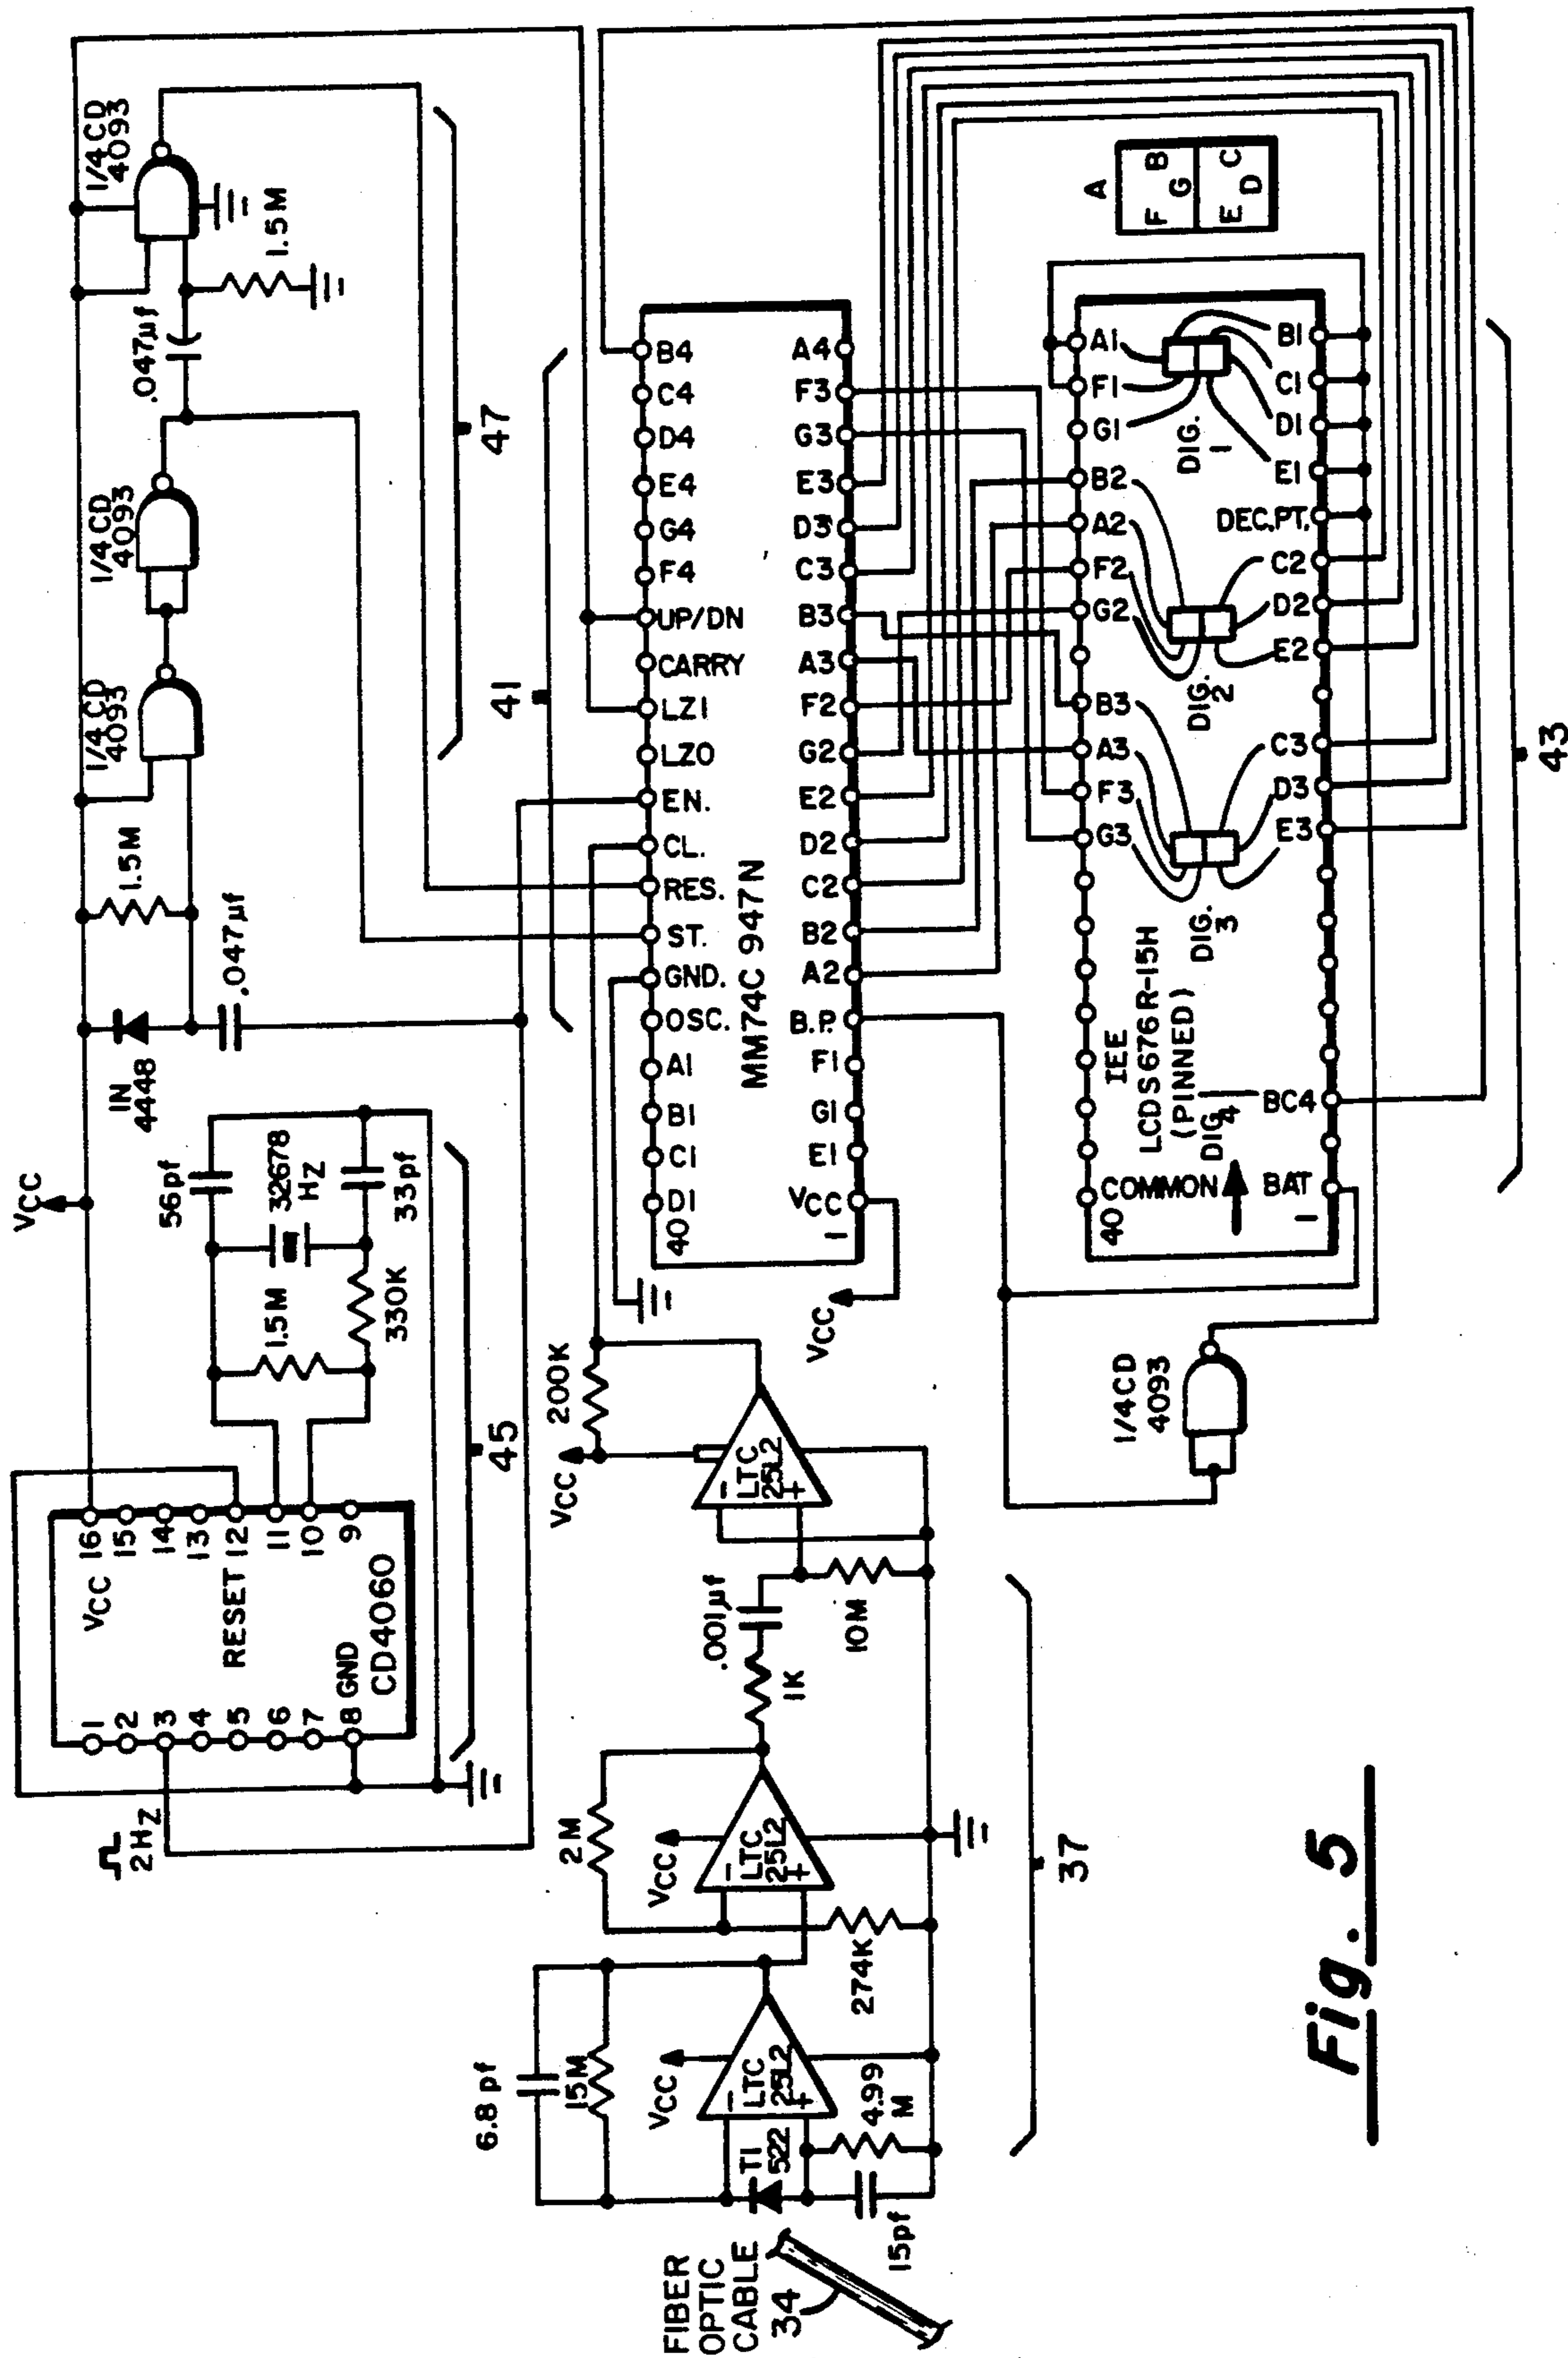 VCC
1
2
3
4
5
6
7
8 GND
VCC 16
15
14
13
RESET 12
11
10
9
CD4060
2HZ
45
56pf
1.5M
32678
HZ
330K
33pf
IN
4448
.047µf
1.5M
1/4 CD
4093
1/4 CD
4093
.047µf
1.5M
1/4 CD
4093
47
41
FIBER
OPTIC
CABLE
34
6.8 pf
15M
VCC
LTC
25L2
−
+
T1
522
4.99
M
15pf
274K
2M
VCC
LTC
25L2
−
+
1K
.001µf
10M
VCC
200K
LTC
25L2
−
+
37
40
D1
C1
B1
A1
OSC.
GND.
ST.
RES.
CL.
EN.
LZO
LZI
CARRY
UP/DN
F4
G4
E4
D4
C4
B4
MM74C 947N
1
VCC
E1
G1
F1
B.P.
A2
B2
C2
D2
E2
G2
F2
A3
B3
C3
D3
E3
G3
F3
A4
VCC
1/4CD
4093
40 COMMON
IEE
LCDS676R-15H
(PINNED)
DIG.
4
DIG.
3
DIG.
2
DIG.
1
G3
F3
A3
B3
G2
F2
A2
B2
G1
F1
A1
1
BAT
BC4
E3
D3
C3
E2
D2
C2
DEC.PT.
E1
D1
C1
B1
A
F B
G
E C
D
43
Fig. 5